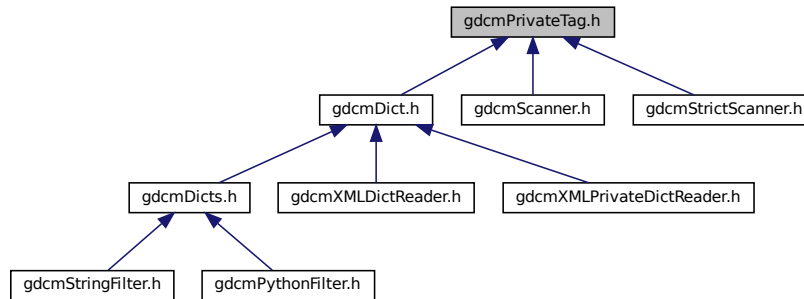 gdcmPrivateTag.h
gdcmDict.h
gdcmScanner.h
gdcmStrictScanner.h
gdcmDicts.h
gdcmXMLDictReader.h
gdcmXMLPrivateDictReader.h
gdcmStringFilter.h
gdcmPythonFilter.h